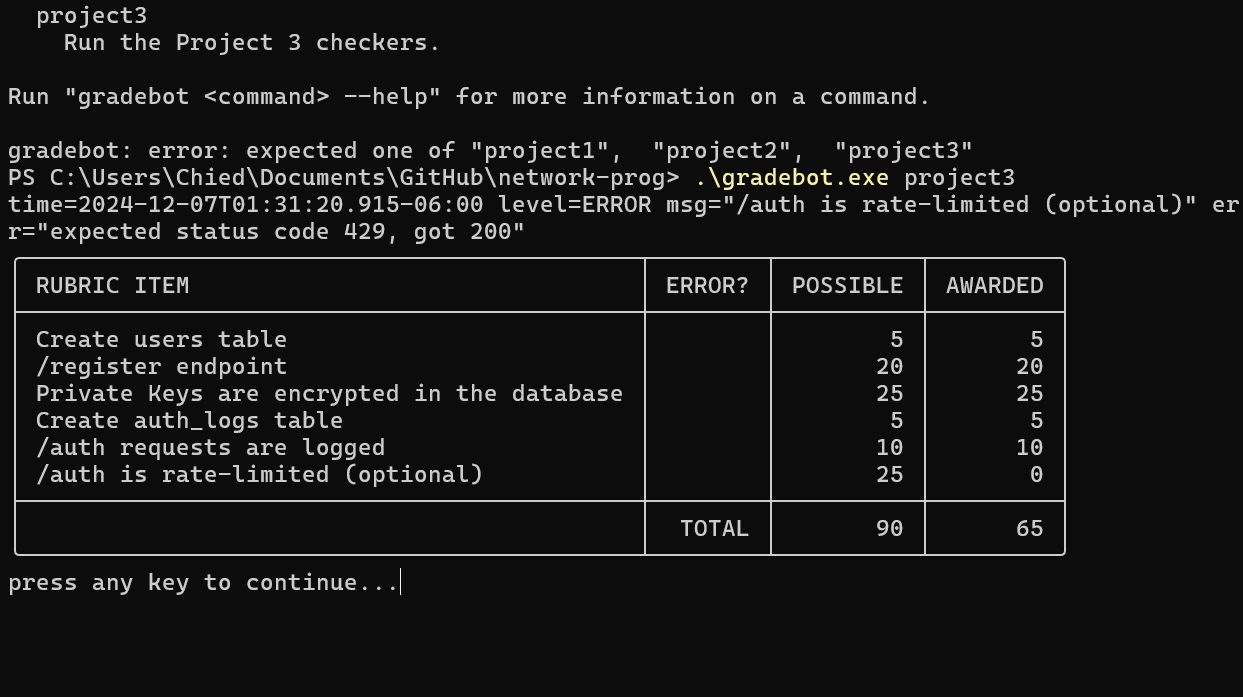 project3
Run the Project 3 checkers.
Run "gradebot <command> --help" for more information on a command.
gradebot: error: expected one of "project1",  "project2",  "project3"
PS C:\Users\Chied\Documents\GitHub\network-prog> .\gradebot.exe project3
time=2024-12-07T01:31:20.915-06:00 level=ERROR msg="/auth is rate-limited (optional)" er
r="expected status code 429, got 200"
RUBRIC ITEM ERROR? POSSIBLE AWARDED
Create users table 5 5
/register endpoint 20 20
Private Keys are encrypted in the database 25 25
Create auth_logs table 5 5
/auth requests are logged 10 10
/auth is rate-limited (optional) 25 0
TOTAL 90 65
press any key to continue...